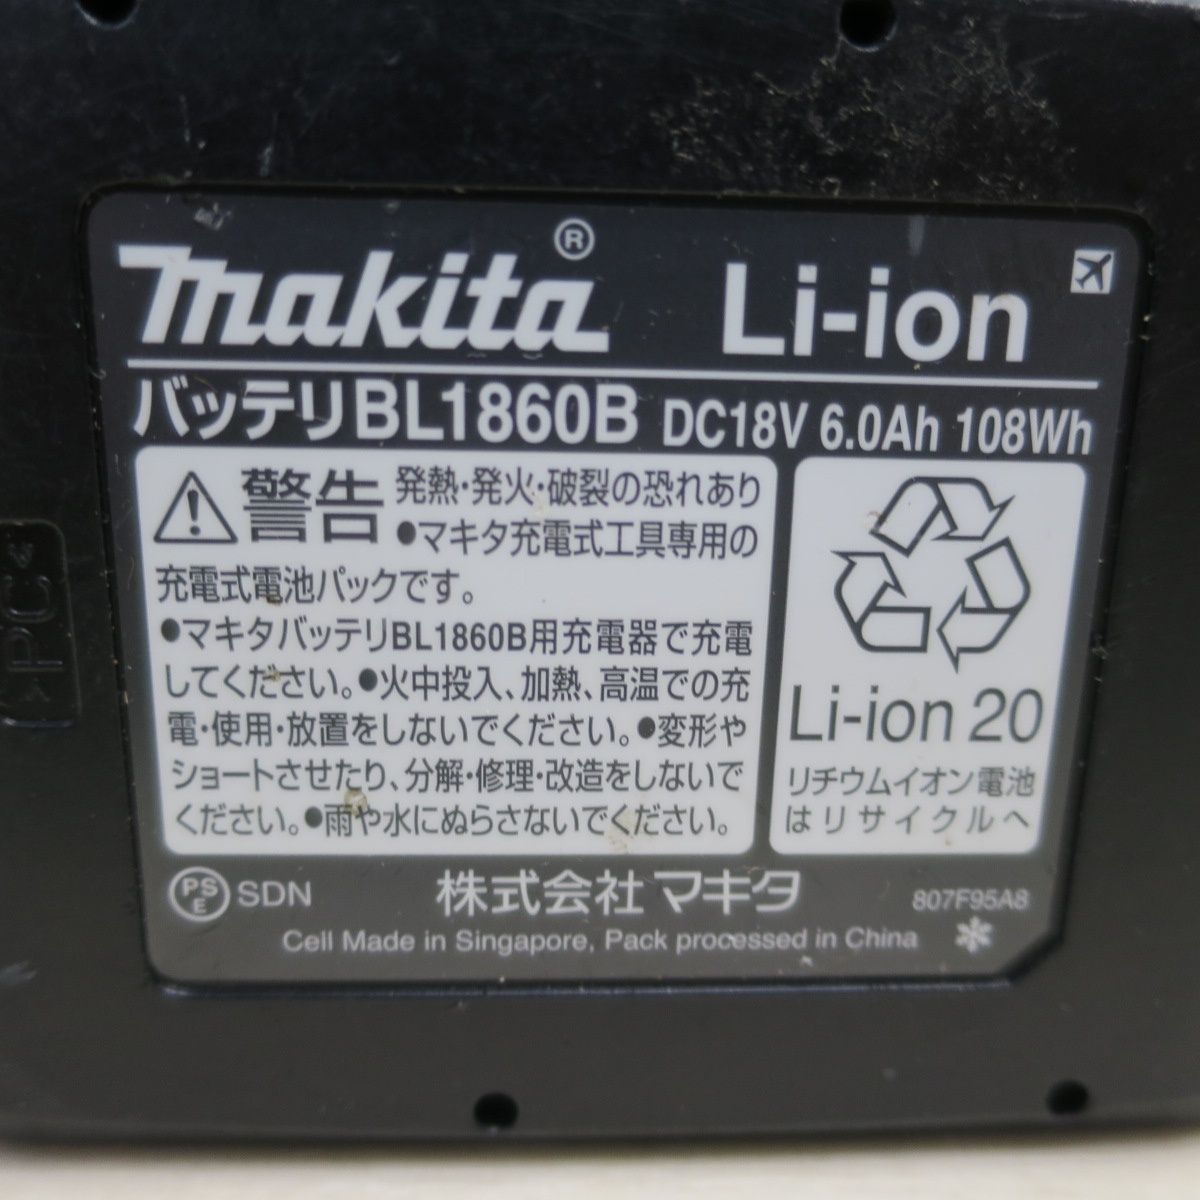 makita® Li-ion
バッテリBL1860B DC18V 6.0Ah 108Wh
警告 発熱・発火・破裂の恐れあり
●マキタ充電式工具専用の
充電式電池パックです。
●マキタバッテリBL1860B用充電器で充電
してください。●火中投入、加熱、高温での充
電・使用・放置をしないでください。●変形や
ショートさせたり、分解・修理・改造をしないで
ください。●雨や水にぬらさないでください。
Li-ion 20
リチウムイオン電池
はリサイクルへ
PSE SDN 株式会社マキタ 807F95A8
Cell Made in Singapore, Pack processed in China
>PC<